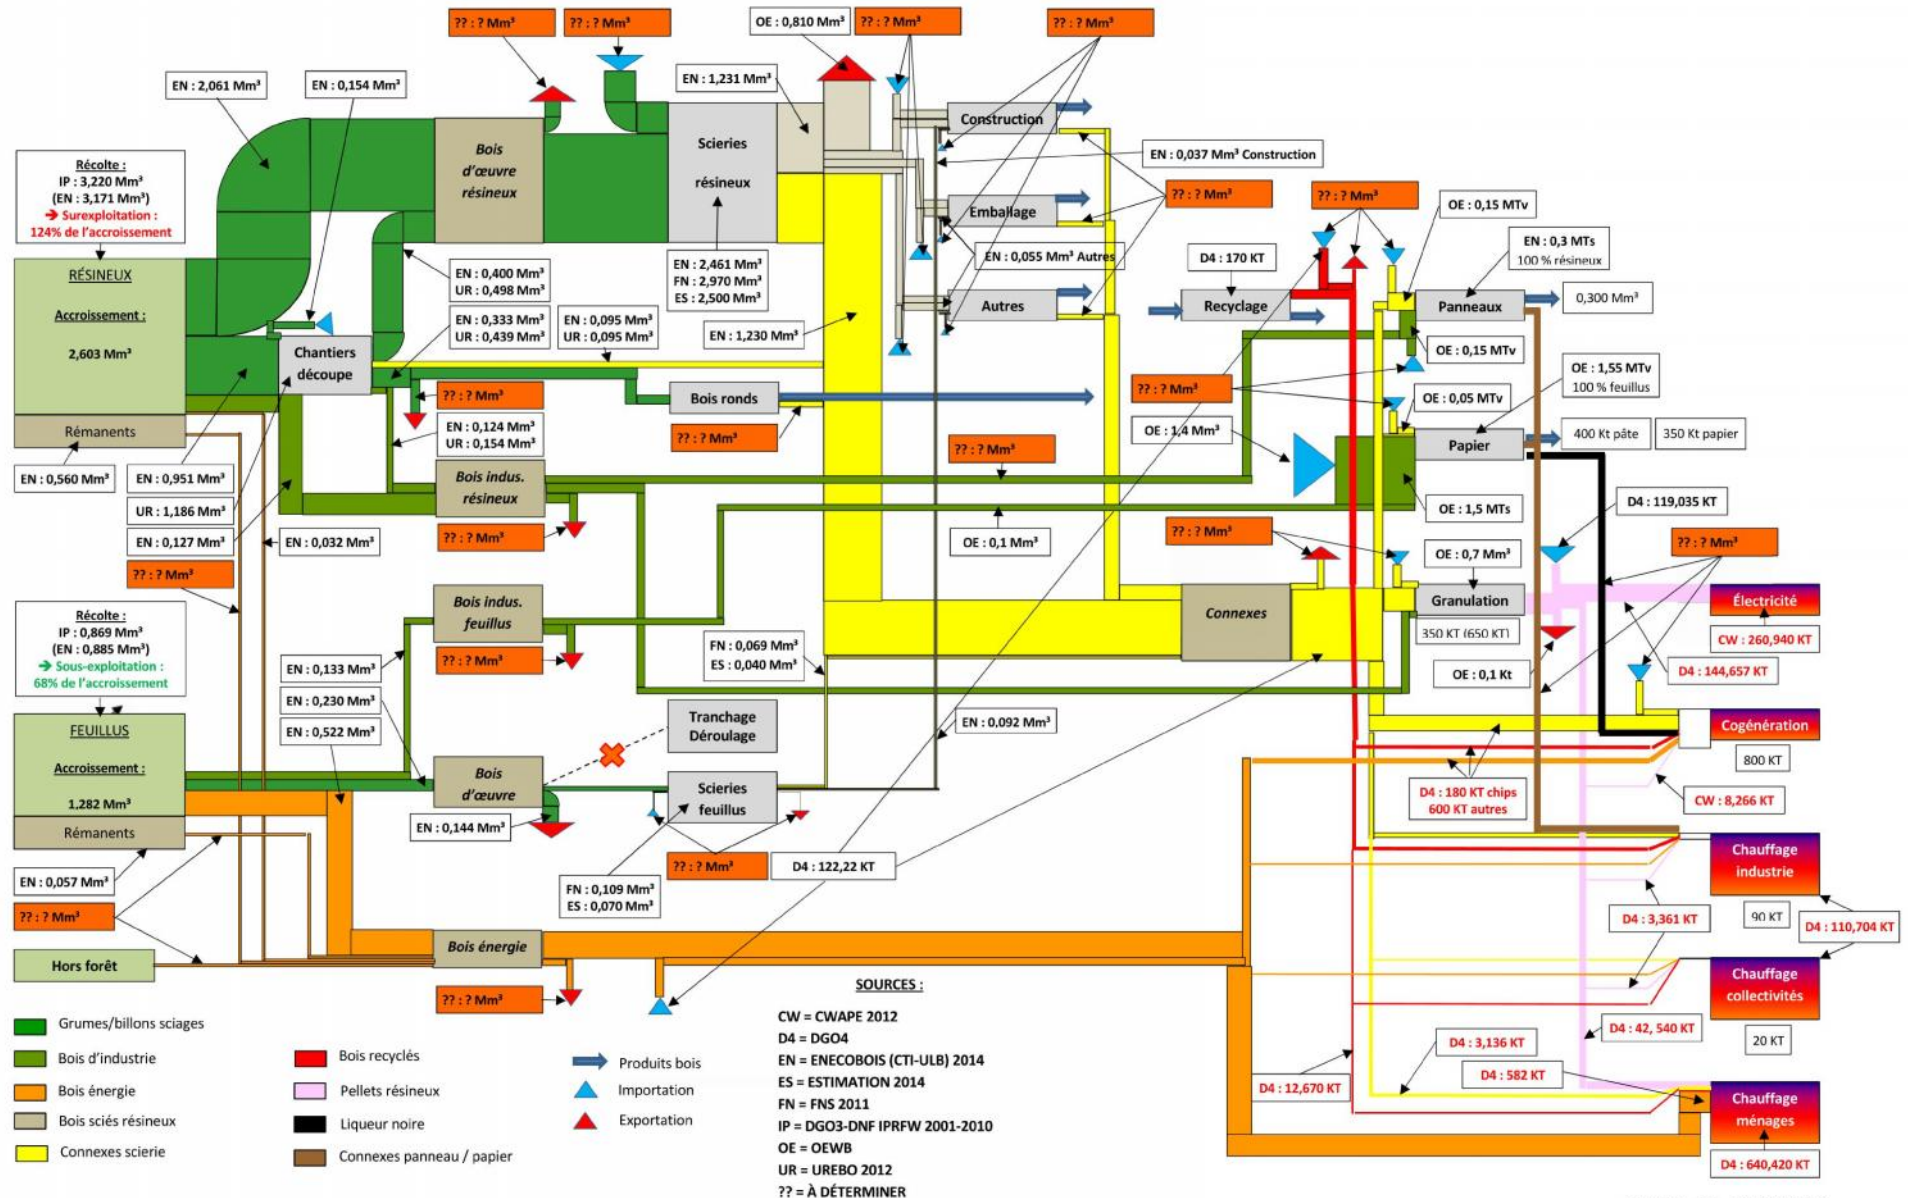 ?? : ? Mm³
?? : ? Mm³
OE : 0,810 Mm³
?? : ? Mm³
?? : ? Mm³
EN : 2,061 Mm³
EN : 0,154 Mm³
EN : 1,231 Mm³
Récolte :
IP : 3,220 Mm³
(EN : 3,171 Mm³)
➔ Surexploitation :
124% de l'accroissement
Bois
d'œuvre
résineux
Scieries
résineux
Construction
EN : 0,037 Mm³ Construction
?? : ? Mm³
Emballage
EN : 0,055 Mm³ Autres
?? : ? Mm³
OE : 0,15 MTv
EN : 0,3 MTs
100 % résineux
D4 : 170 KT
RÉSINEUX
Accroissement :
2,603 Mm³
EN : 0,400 Mm³
UR : 0,498 Mm³
EN : 2,461 Mm³
FN : 2,970 Mm³
ES : 2,500 Mm³
Autres
Recyclage
Panneaux
0,300 Mm³
EN : 0,333 Mm³
UR : 0,439 Mm³
EN : 0,095 Mm³
UR : 0,095 Mm³
EN : 1,230 Mm³
Chantiers
découpe
OE : 0,15 MTv
OE : 1,55 MTv
100 % feuillus
?? : ? Mm³
Bois ronds
?? : ? Mm³
OE : 0,05 MTv
Rémanents
EN : 0,124 Mm³
UR : 0,154 Mm³
?? : ? Mm³
OE : 1,4 Mm³
Papier
400 Kt pâte
350 Kt papier
?? : ? Mm³
EN : 0,560 Mm³
EN : 0,951 Mm³
Bois indus.
résineux
UR : 1,186 Mm³
OE : 1,5 MTs
D4 : 119,035 KT
EN : 0,127 Mm³
EN : 0,032 Mm³
?? : ? Mm³
OE : 0,1 Mm³
?? : ? Mm³
OE : 0,7 Mm³
?? : ? Mm³
?? : ? Mm³
Récolte :
IP : 0,869 Mm³
(EN : 0,885 Mm³)
➔ Sous-exploitation :
68% de l'accroissement
Bois indus.
feuillus
Connexes
Granulation
350 KT (650 KT)
Électricité
CW : 260,940 KT
?? : ? Mm³
FN : 0,069 Mm³
ES : 0,040 Mm³
EN : 0,133 Mm³
OE : 0,1 Kt
D4 : 144,657 KT
EN : 0,230 Mm³
EN : 0,522 Mm³
FEUILLUS
Accroissement :
1,282 Mm³
Tranchage
Déroulage
EN : 0,092 Mm³
Cogénération
800 KT
Bois
d'œuvre
Scieries
feuillus
D4 : 180 KT chips
600 KT autres
CW : 8,266 KT
Rémanents
EN : 0,144 Mm³
EN : 0,057 Mm³
?? : ? Mm³
D4 : 122,22 KT
Chauffage
industrie
90 KT
FN : 0,109 Mm³
ES : 0,070 Mm³
?? : ? Mm³
D4 : 3,361 KT
D4 : 110,704 KT
Hors forêt
Bois énergie
?? : ? Mm³
Chauffage
collectivités
20 KT
D4 : 42, 540 KT
D4 : 3,136 KT
D4 : 582 KT
D4 : 12,670 KT
Chauffage
ménages
D4 : 640,420 KT
Grumes/billons sciages
Bois d'industrie
Bois énergie
Bois sciés résineux
Connexes scierie
Bois recyclés
Pellets résineux
Liqueur noire
Connexes panneau / papier
Produits bois
Importation
Exportation
SOURCES :
CW = CWAPE 2012
D4 = DGO4
EN = ENECOBOIS (CTI-ULB) 2014
ES = ESTIMATION 2014
FN = FNS 2011
IP = DGO3-DNF IPRFW 2001-2010
OE = OEWB
UR = UREBO 2012
?? = À DÉTERMINER